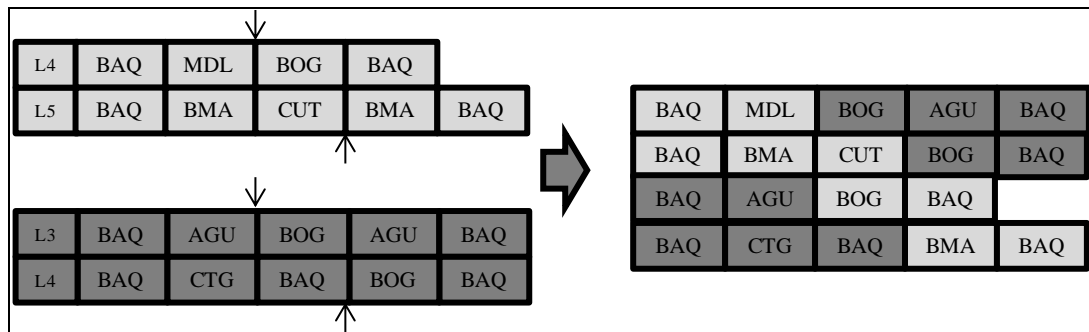 L4 BAQ MDL BOG BAQ
L5 BAQ BMA CUT BMA BAQ
L3 BAQ AGU BOG AGU BAQ
L4 BAQ CTG BAQ BOG BAQ
BAQ MDL BOG AGU BAQ
BAQ BMA CUT BOG BAQ
BAQ AGU BOG BAQ
BAQ CTG BAQ BMA BAQ